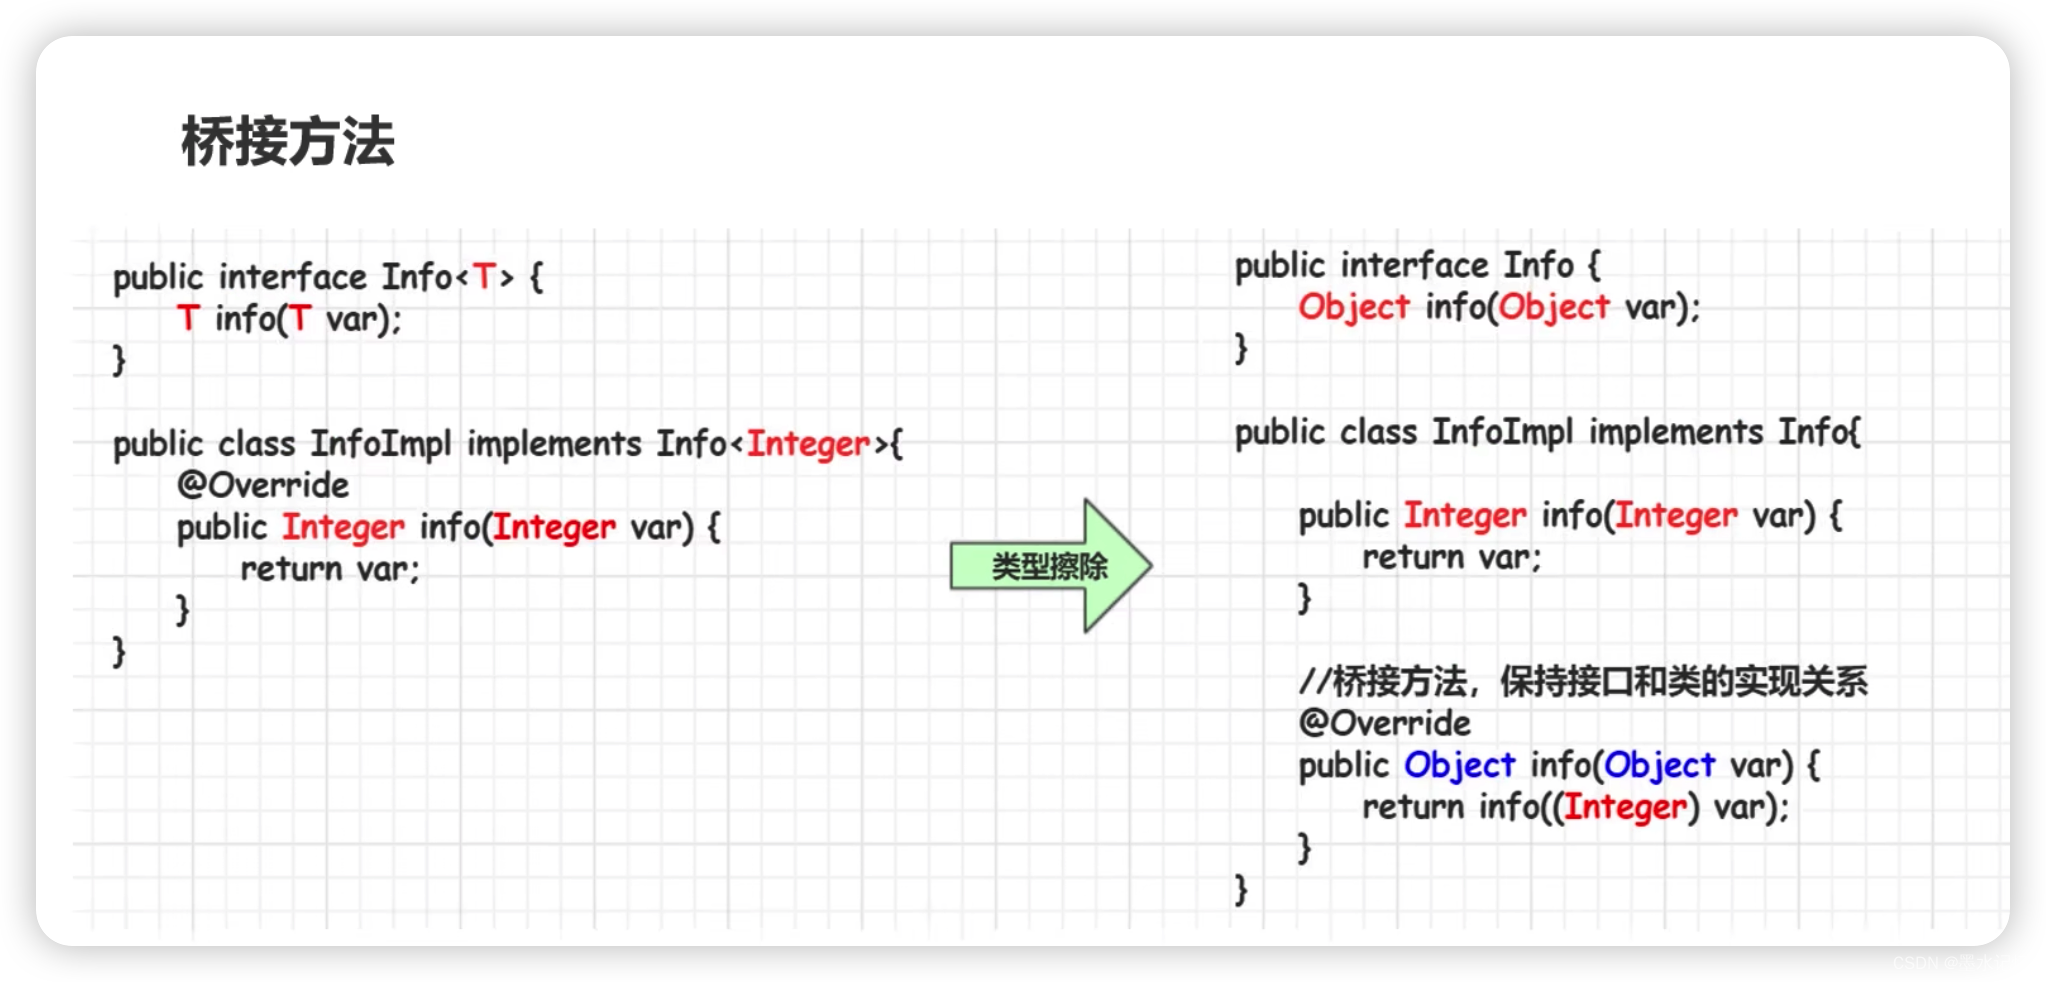 桥接方法
public interface Info<T> {
T info(T var);
}
public class InfoImpl implements Info<Integer>{
@Override
public Integer info(Integer var) {
return var;
}
}
类型擦除
public interface Info {
Object info(Object var);
}
public class InfoImpl implements Info{
public Integer info(Integer var) {
return var;
}
//桥接方法，保持接口和类的实现关系
@Override
public Object info(Object var) {
return info((Integer) var);
}
}
CSDN